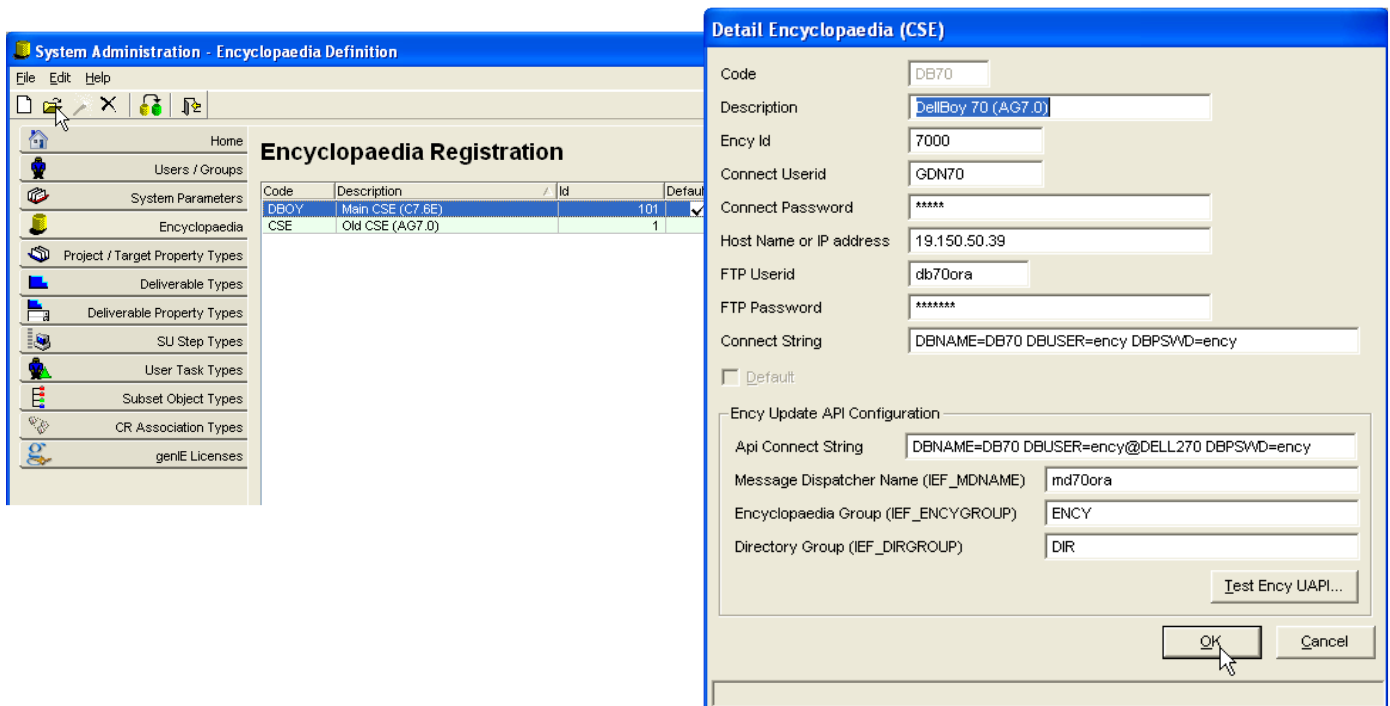 System Administration - Encyclopaedia Definition
File Edit Help
Home
Users / Groups
System Parameters
Encyclopaedia
Project / Target Property Types
Deliverable Types
Deliverable Property Types
SU Step Types
User Task Types
Subset Object Types
CR Association Types
genIE Licenses
Encyclopaedia Registration
Code Description Id Defau
DBOY Main CSE (C7.6E) 101
CSE Old CSE (AG7.0) 1
Detail Encyclopaedia (CSE)
Code DB70
Description DellBoy 70 (AG7.0)
Ency Id 7000
Connect Userid GDN70
Connect Password *****
Host Name or IP address 19.150.50.39
FTP Userid db70ora
FTP Password *******
Connect String DBNAME=DB70 DBUSER=ency DBPSWD=ency
Default
Ency Update API Configuration
Api Connect String DBNAME=DB70 DBUSER=ency@DELL270 DBPSWD=ency
Message Dispatcher Name (IEF_MDNAME) md70ora
Encyclopaedia Group (IEF_ENCYGROUP) ENCY
Directory Group (IEF_DIRGROUP) DIR
Test Ency UAPI...
OK Cancel